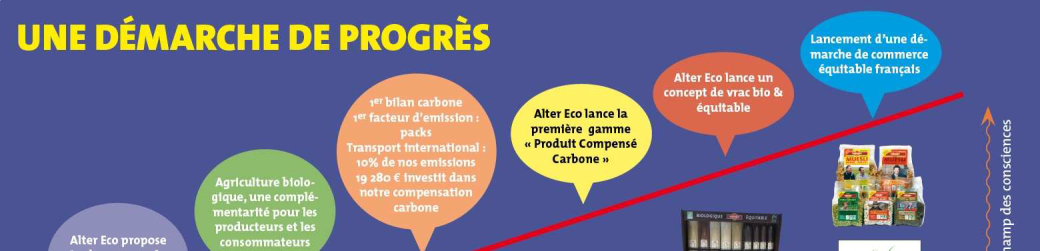 UNE DÉMARCHE DE PROGRÈS
Lancement d'une dé-
marche de commerce
équitable français
Alter Eco lance un
concept de vrac bio &
équitable
Alter Eco lance la
première gamme
« Produit Compensé
Carbone »
1er bilan carbone
1er facteur d'emission :
packs
Transport international :
10% de nos emissions
19 280 € investit dans
notre compensation
carbone
Agriculture biolo-
gique, une complé-
mentarité pour les
producteurs et les
consommateurs
Alter Eco propose
hamp des consciences